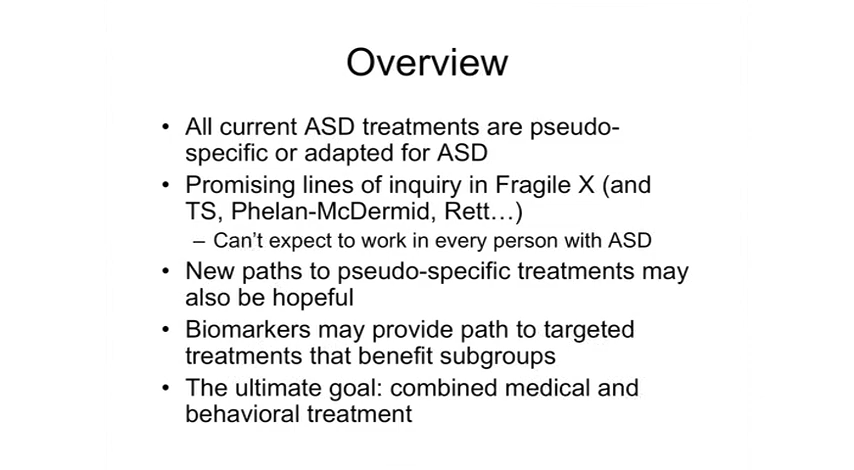 Overview
• All current ASD treatments are pseudo-
specific or adapted for ASD
• Promising lines of inquiry in Fragile X (and
TS, Phelan-McDermid, Rett…)
– Can't expect to work in every person with ASD
• New paths to pseudo-specific treatments may
also be hopeful
• Biomarkers may provide path to targeted
treatments that benefit subgroups
• The ultimate goal: combined medical and
behavioral treatment